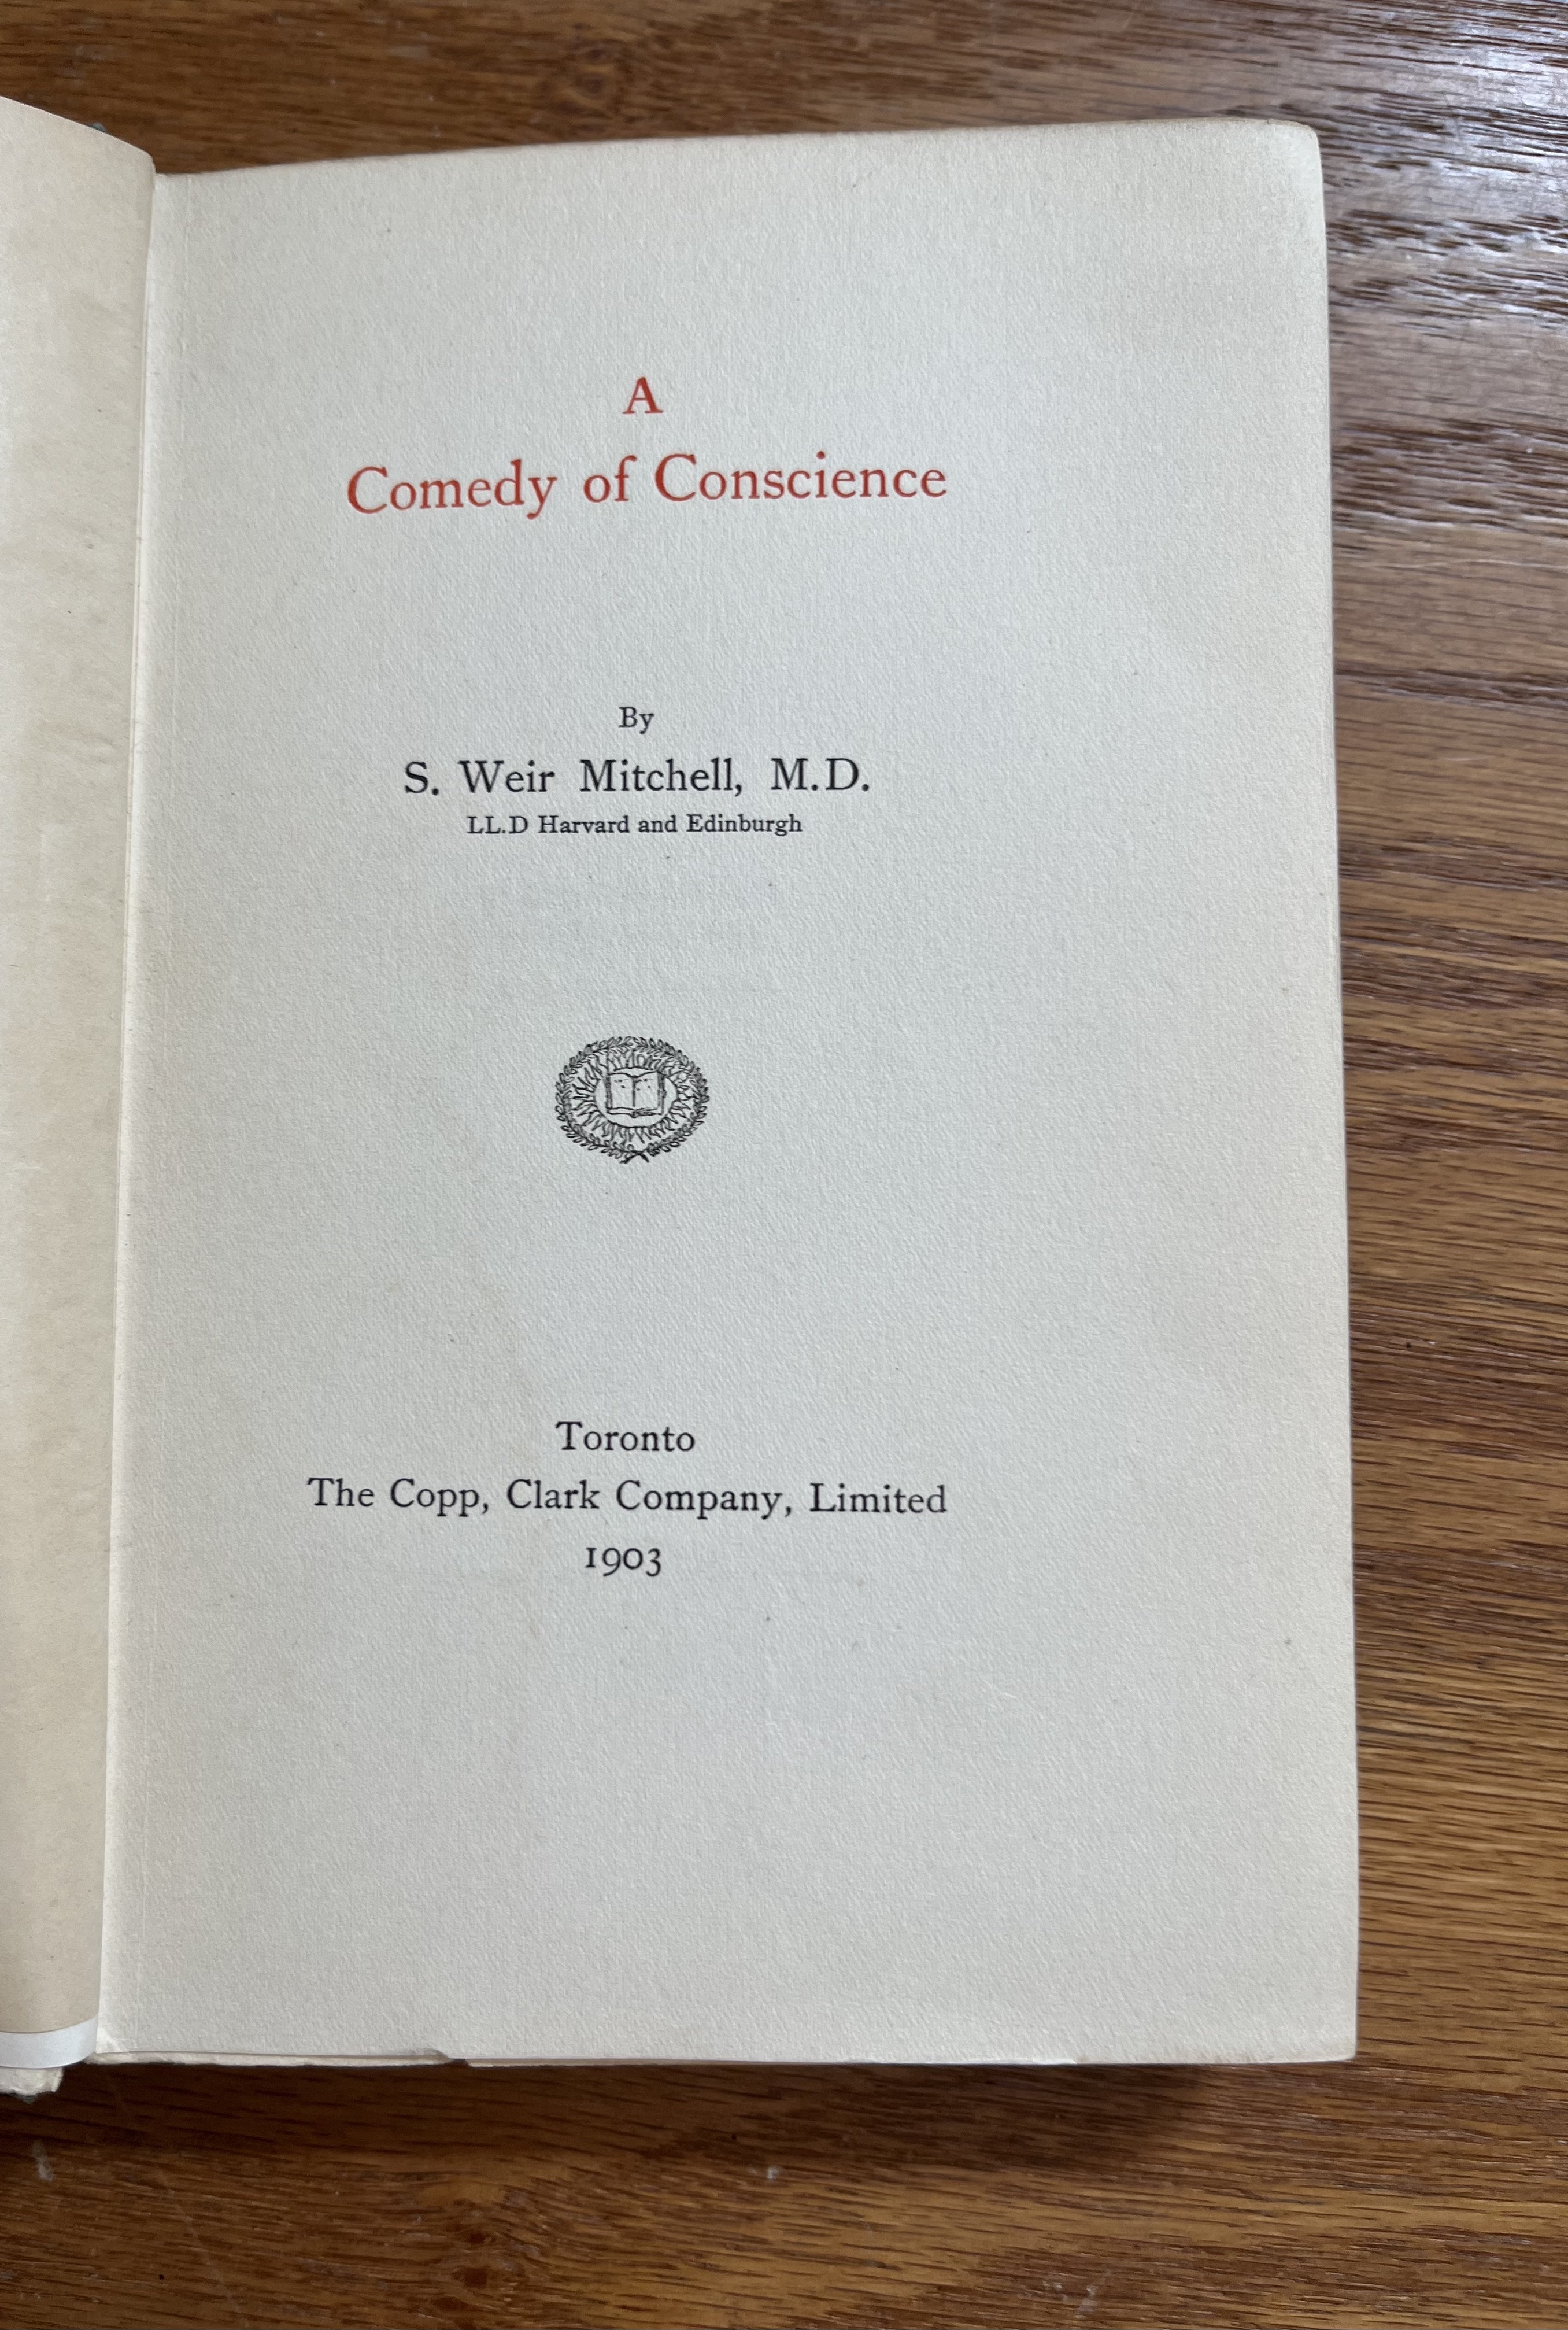 A
Comedy of Conscience
By
S. Weir Mitchell, M.D.
LL.D Harvard and Edinburgh
Toronto
The Copp, Clark Company, Limited
1903